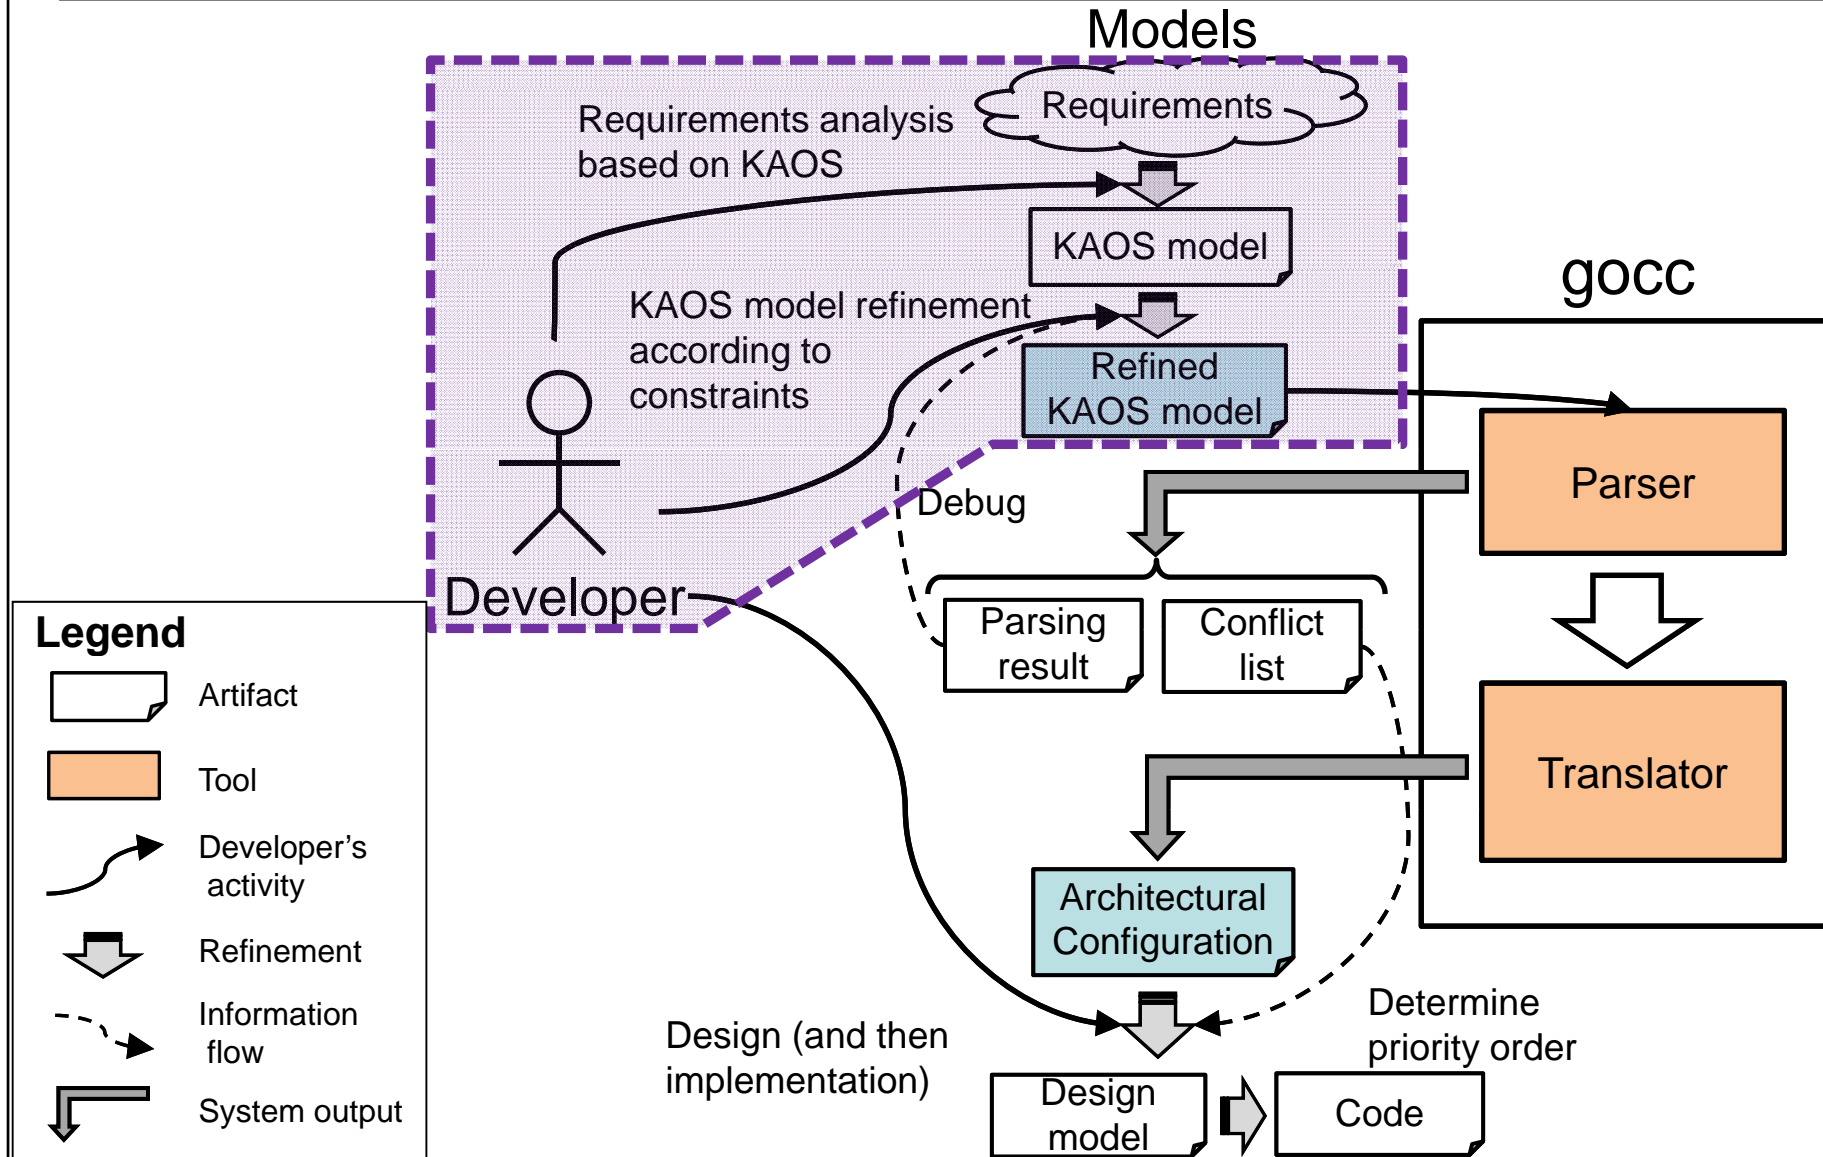 Models
Requirements
Requirements analysis
based on KAOS
KAOS model
gocc
KAOS model refinement
according to
constraints
Refined
KAOS model
Parser
Debug
Developer
Parsing
result
Conflict
list
Translator
Architectural
Configuration
Design (and then
implementation)
Determine
priority order
Design
model
Code
Legend
Artifact
Tool
Developer's
activity
Refinement
Information
flow
System output